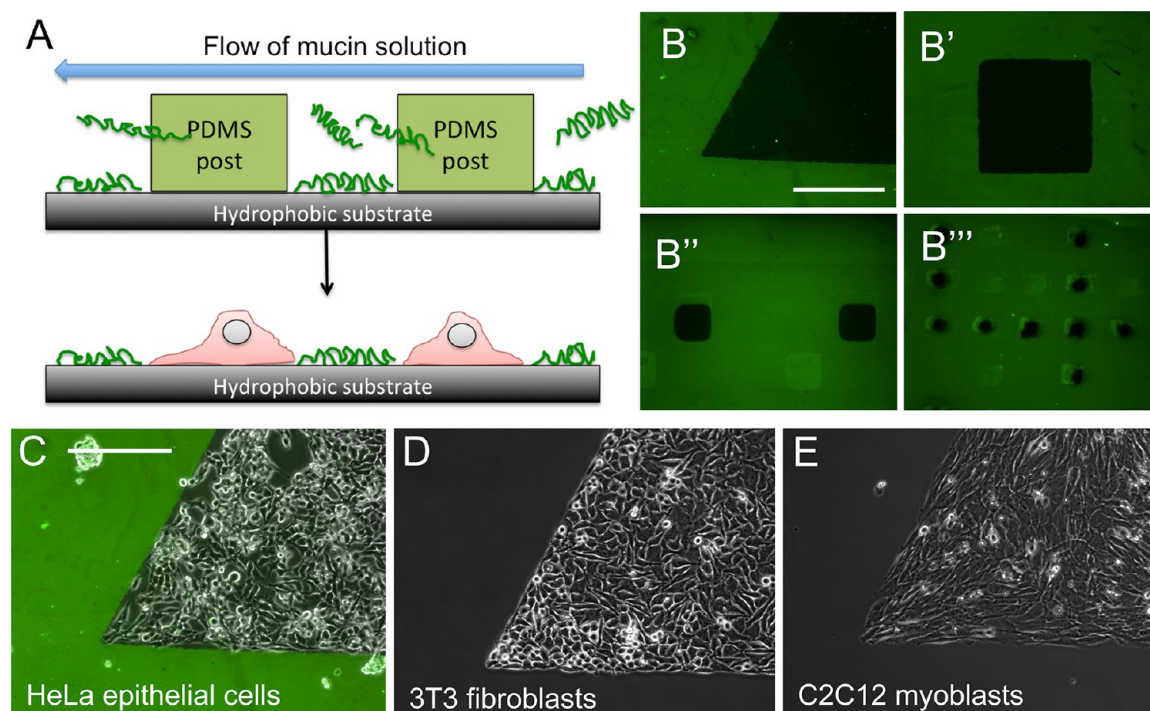 A
Flow of mucin solution
PDMS
post
PDMS
post
Hydrophobic substrate
Hydrophobic substrate
B
B'
B''
B'''
C
HeLa epithelial cells
D
3T3 fibroblasts
E
C2C12 myoblasts